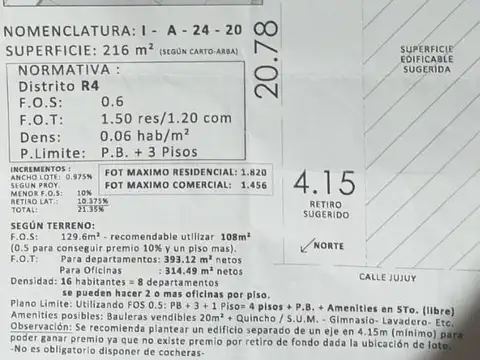 NOMENCLATURA: I - A - 24 - 20
SUPERFICIE: 216 m² (SEGÚN CARTO-ARBA)
NORMATIVA :
Distrito R4
F.O.S: 0.6
F.O.T: 1.50 res/1.20 com
Dens: 0.06 hab/m²
P.Limite: P.B. + 3 Pisos
20.78
SUPERFICIE
EDIFICABLE
SUGERIDA
INCREMENTOS :
ANCHO LOTE: 0.975%
SEGUN PROY.
MENOR F.O.S: 10%
RETIRO LAT.: 10.375%
TOTAL: 21.35%
FOT MAXIMO RESIDENCIAL: 1.820
FOT MAXIMO COMERCIAL: 1.456
4.15
RETIRO
SUGERIDO
NORTE
CALLE JUJUY
SEGÚN TERRENO:
F.O.S: 129.6m² - recomendable utilizar 108m²
(0.5 para conseguir premio 10% y un piso mas).
F.O.T: Para departamentos: 393.12 m² netos
Para Oficinas : 314.49 m² netos
Densidad: 16 habitantes = 8 departamentos
se pueden hacer 2 o mas oficinas por piso.
Plano Limite: Utilizando FOS 0.5: PB + 3 + 1 Piso= 4 pisos + P.B. + Amenities en 5To. (libre)
Amenities posibles: Bauleras vendibles 20m² + Quincho / S.U.M. - Gimnasio- Lavadero- Etc.
Observación: Se recomienda plantear un edificio separado de un eje en 4.15m (mínimo) para
poder ganar premio ya que no existe premio por retiro de fondo dada la ubicación de lote.
-No es obligatorio disponer de cocheras-